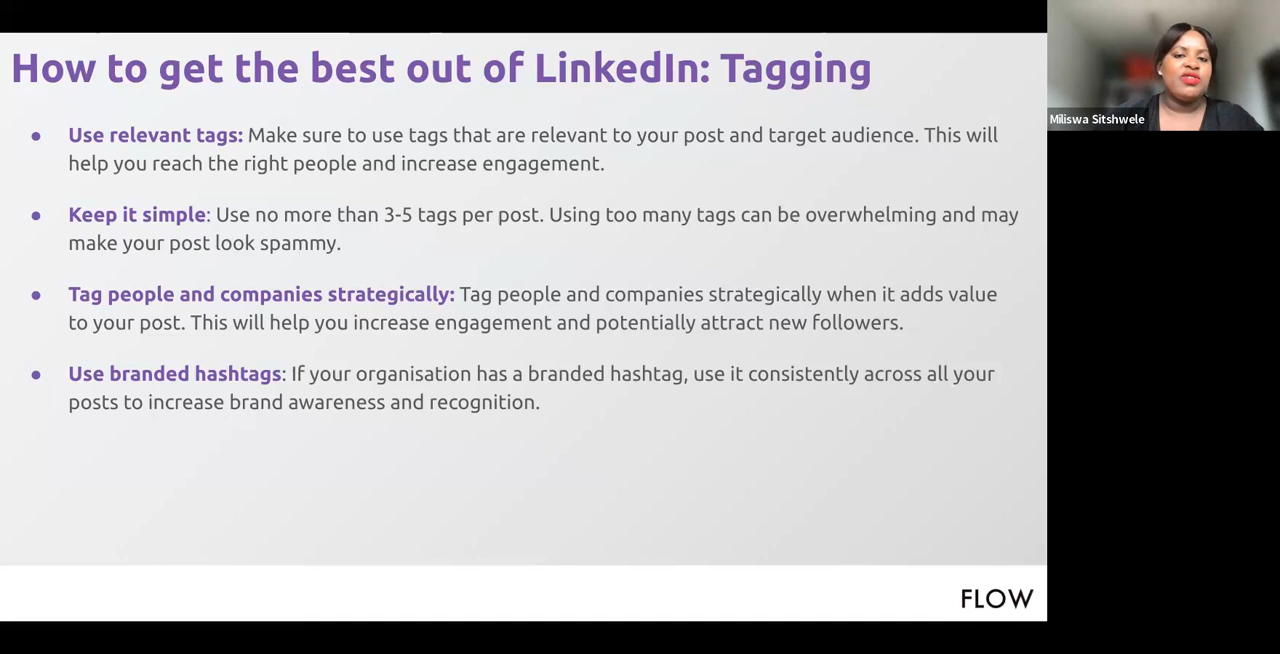 How to get the best out of LinkedIn: Tagging
● Use relevant tags: Make sure to use tags that are relevant to your post and target audience. This will
help you reach the right people and increase engagement.
● Keep it simple: Use no more than 3-5 tags per post. Using too many tags can be overwhelming and may
make your post look spammy.
● Tag people and companies strategically: Tag people and companies strategically when it adds value
to your post. This will help you increase engagement and potentially attract new followers.
● Use branded hashtags: If your organisation has a branded hashtag, use it consistently across all your
posts to increase brand awareness and recognition.
FLOW
Miliswa Sitshwele